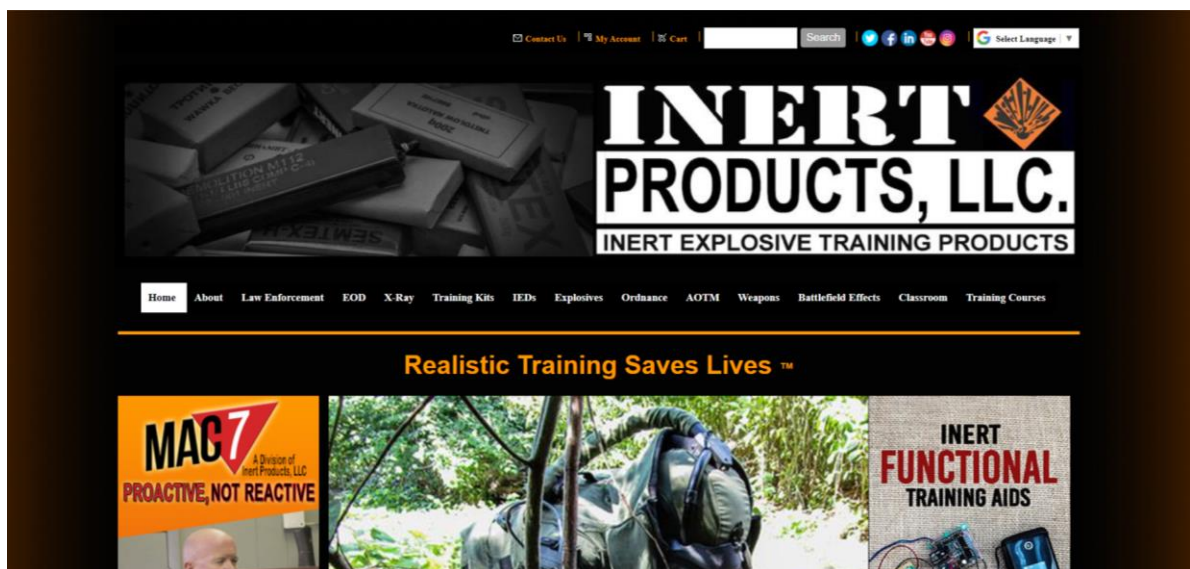 Contact Us My Account Cart Search Select Language ▼
INERT
PRODUCTS, LLC.
INERT EXPLOSIVE TRAINING PRODUCTS
SEMTEX-H
200g
Home About Law Enforcement EOD X-Ray Training Kits IEDs Explosives Ordnance AOTM Weapons Battlefield Effects Classroom Training Courses
Realistic Training Saves Lives ™
MAC7
A Division of
Inert Products, LLC
PROACTIVE, NOT REACTIVE
INERT
FUNCTIONAL
TRAINING AIDS